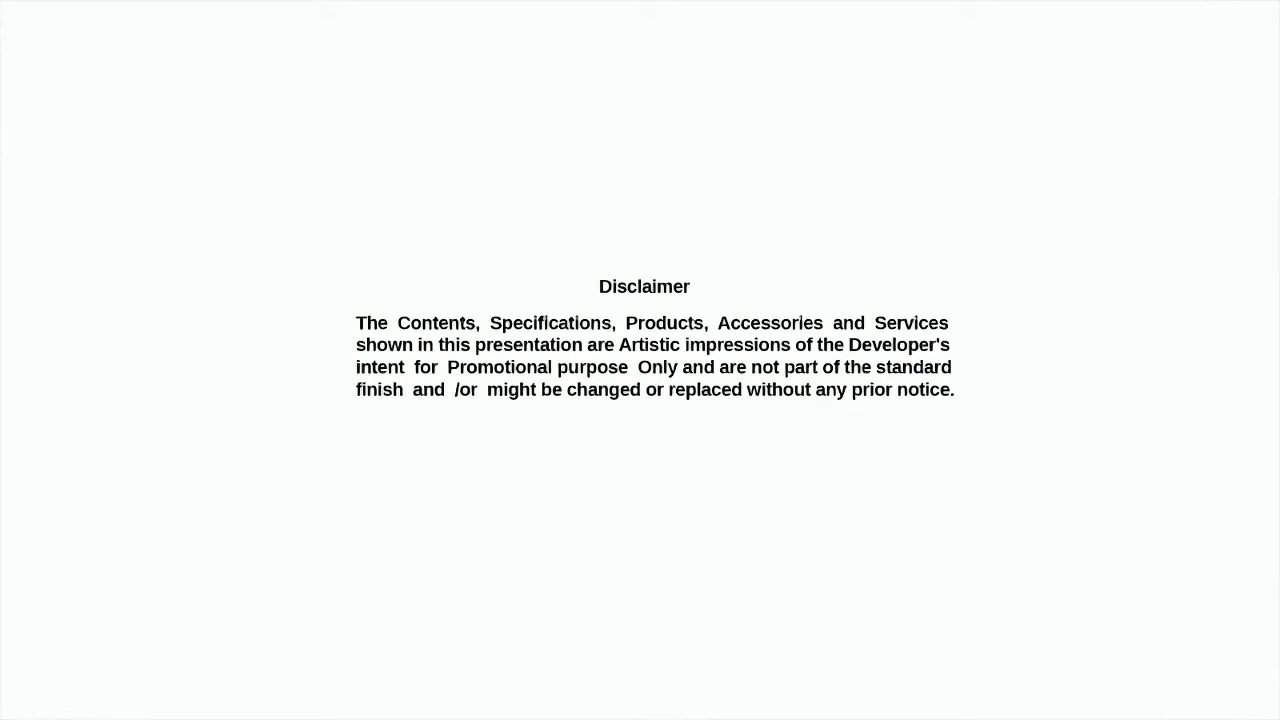 Disclaimer
The Contents, Specifications, Products, Accessories and Services
shown in this presentation are Artistic impressions of the Developer's
intent for Promotional purpose Only and are not part of the standard
finish and /or might be changed or replaced without any prior notice.